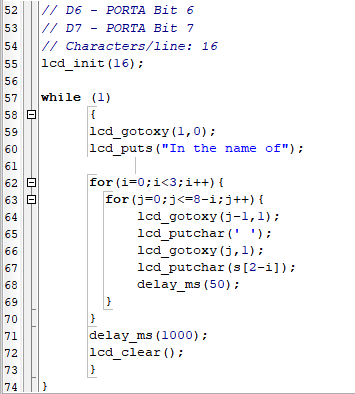 52 // D6 - PORTA Bit 6
53 // D7 - PORTA Bit 7
54 // Characters/line: 16
55 lcd_init(16);
56
57 while (1)
58 {
59 lcd_gotoxy(1,0);
60 lcd_puts("In the name of");
61
62 for(i=0;i<3;i++){
63 for(j=0;j<=8-i;j++){
64 lcd_gotoxy(j-1,1);
65 lcd_putchar(' ');
66 lcd_gotoxy(j,1);
67 lcd_putchar(s[2-i]);
68 delay_ms(50);
69 }
70 }
71 delay_ms(1000);
72 lcd_clear();
73 }
74 }